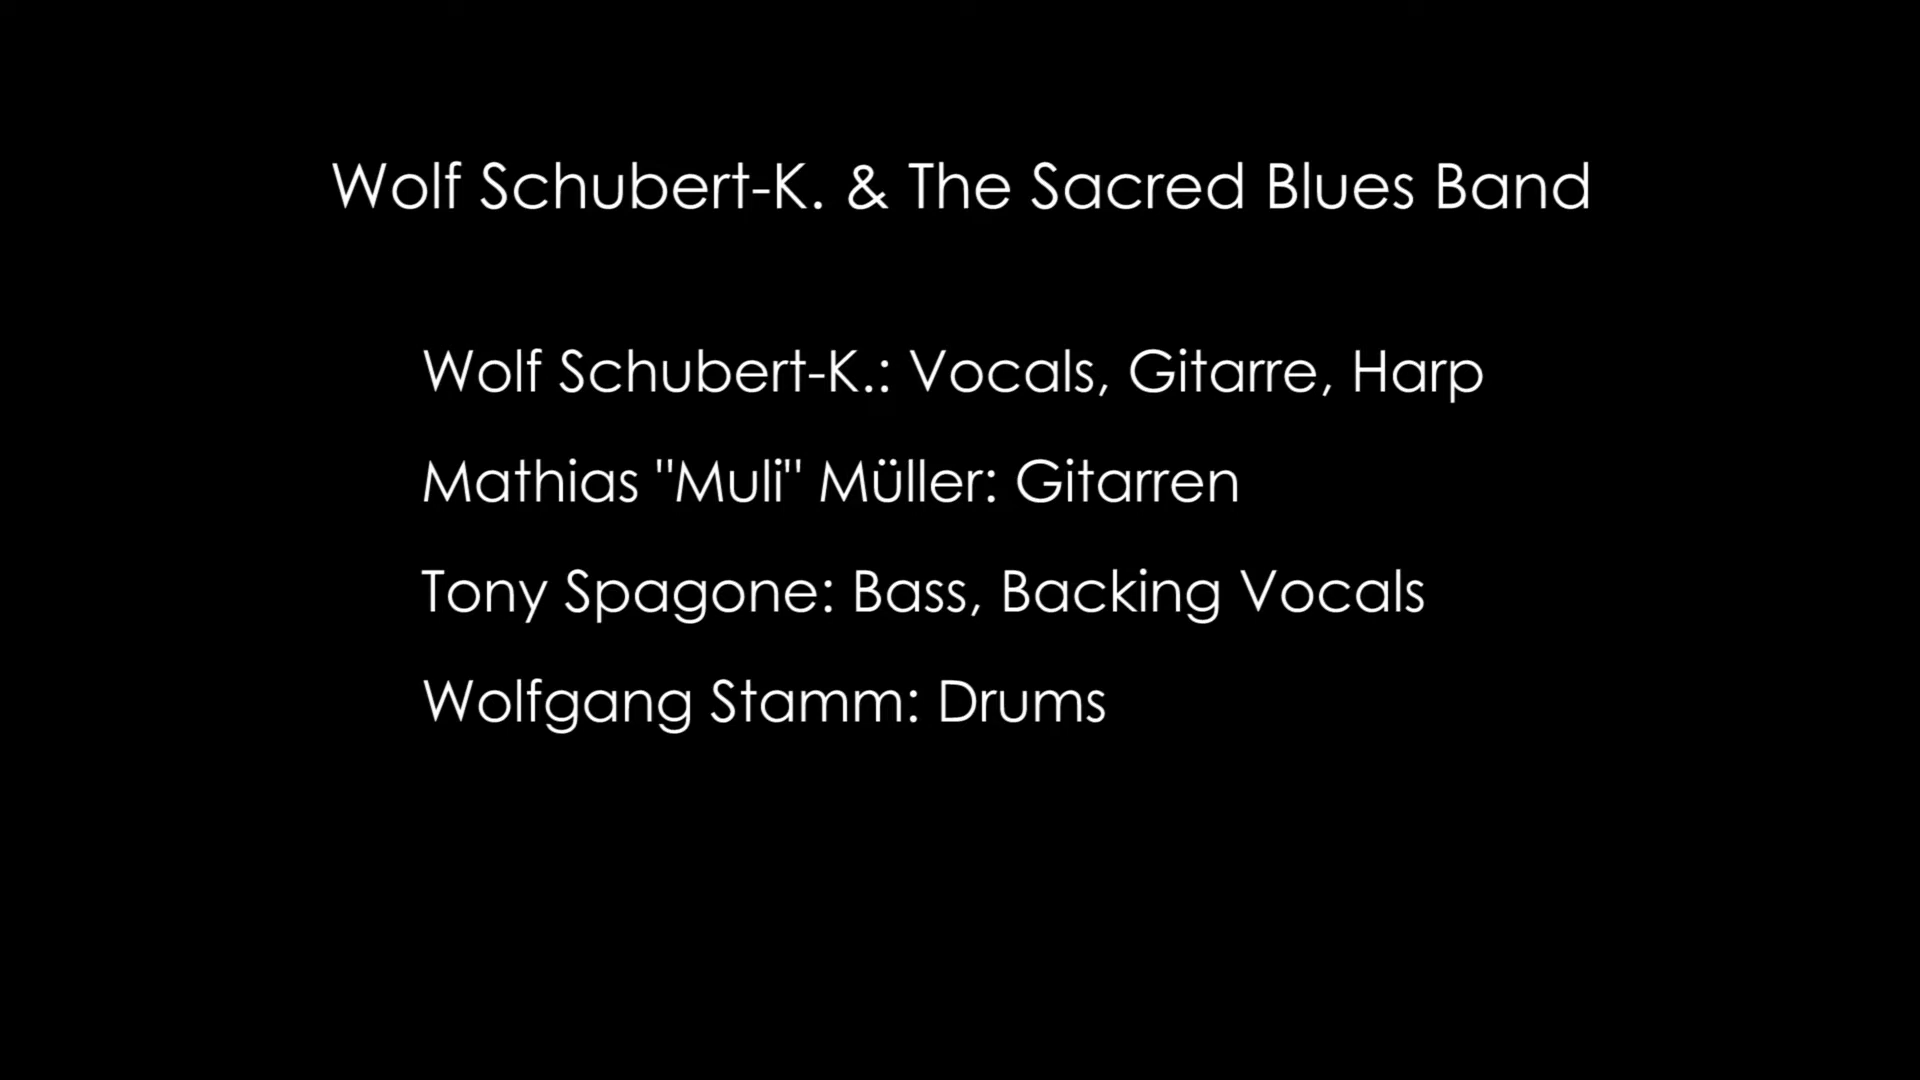 Wolf Schubert-K. & The Sacred Blues Band
Wolf Schubert-K.: Vocals, Gitarre, Harp
Mathias "Muli" Müller: Gitarren
Tony Spagone: Bass, Backing Vocals
Wolfgang Stamm: Drums